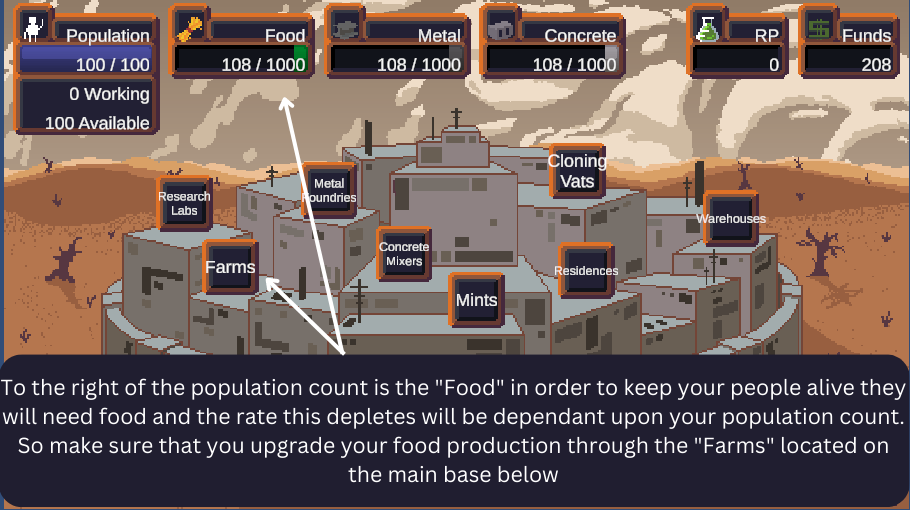 Population
Food
Metal
Concrete
RP
Funds
100 / 100
108 / 1000
108 / 1000
108 / 1000
0
208
0 Working
100 Available
Cloning
Vats
Metal
Foundries
Research
Labs
Warehouses
Concrete
Mixers
Farms
Residences
Mints
To the right of the population count is the "Food" in order to keep your people alive they
will need food and the rate this depletes will be dependant upon your population count.
So make sure that you upgrade your food production through the "Farms" located on
the main base below